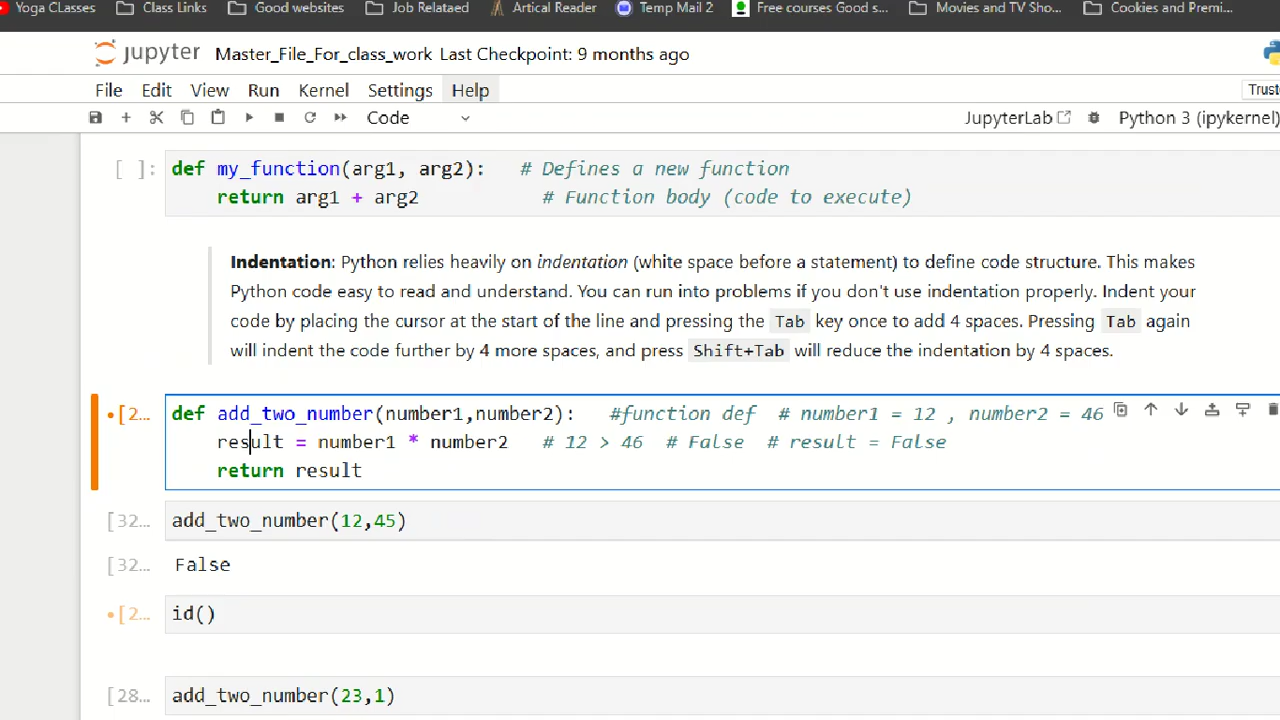 Yoga Classes Class Links Good websites Job Relataed Artical Reader Temp Mail 2 Free courses Good s... Movies and TV Sho... Cookies and Premi...
jupyter Master_File_For_class_work Last Checkpoint: 9 months ago
File Edit View Run Kernel Settings Help Trust
Code JupyterLab Python 3 (ipykernel)
[ ]: def my_function(arg1, arg2): # Defines a new function
return arg1 + arg2 # Function body (code to execute)
Indentation: Python relies heavily on indentation (white space before a statement) to define code structure. This makes
Python code easy to read and understand. You can run into problems if you don't use indentation properly. Indent your
code by placing the cursor at the start of the line and pressing the Tab key once to add 4 spaces. Pressing Tab again
will indent the code further by 4 more spaces, and press Shift+Tab will reduce the indentation by 4 spaces.
[2... def add_two_number(number1,number2): #function def # number1 = 12 , number2 = 46
result = number1 * number2 # 12 > 46 # False # result = False
return result
[32... add_two_number(12,45)
[32... False
[2... id()
[28... add_two_number(23,1)